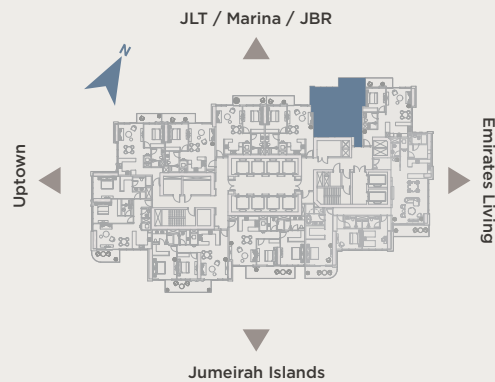 JLT / Marina / JBR
N
Uptown
Emirates Living
Jumeirah Islands